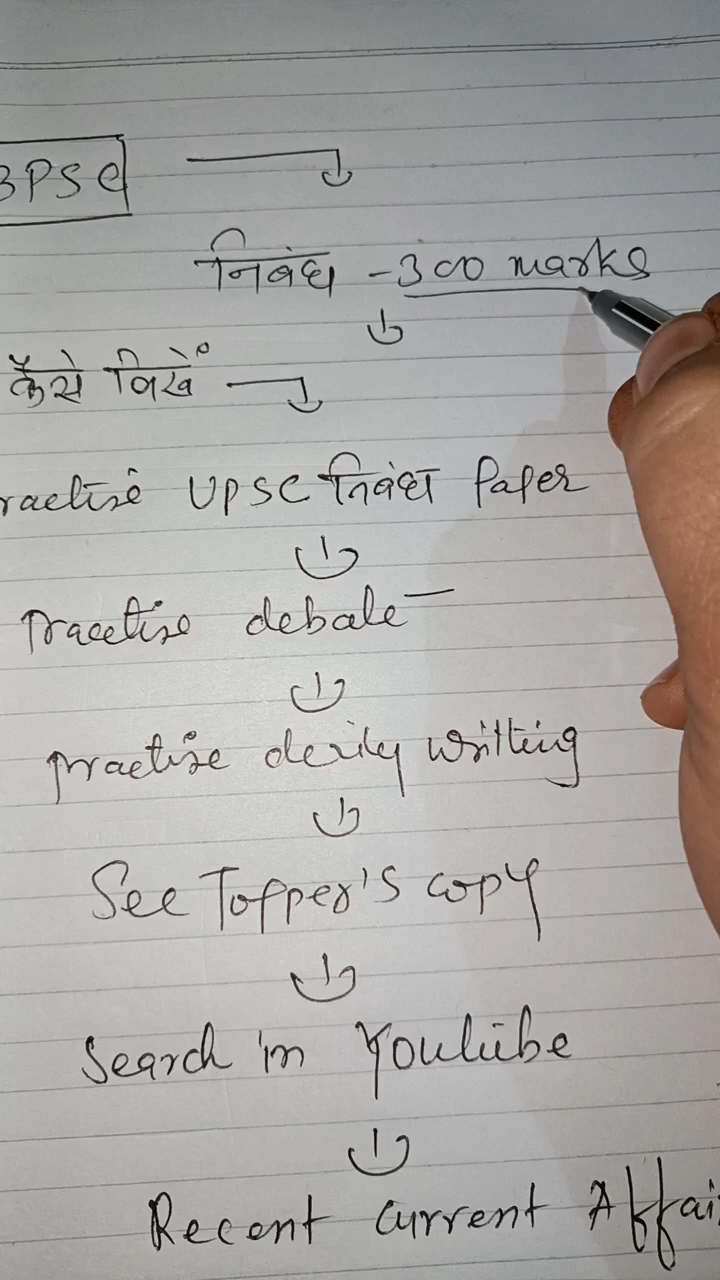 BPSC
निबंध - 300 marks
कैसे लिखें
Practise UPSC निबंध Paper
Practise debate
practise daily writting
See Topper's copy
Search in Youtube
Recent Current Affai